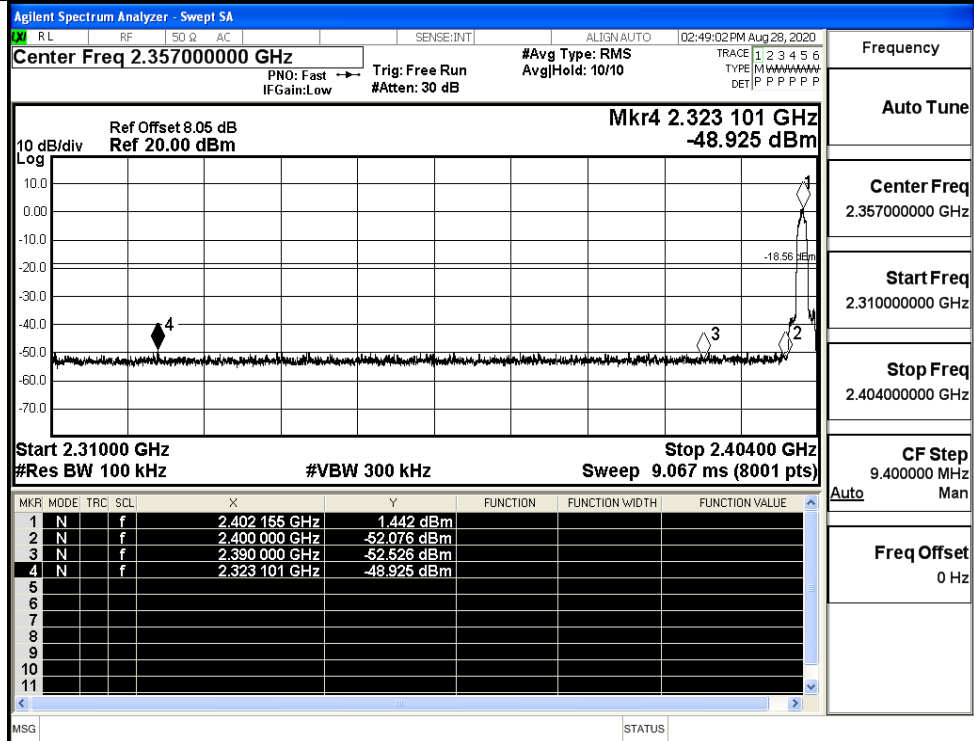 Agilent Spectrum Analyzer - Swept SA
LXI RL RF 50 Ω AC SENSE:INT ALIGNAUTO 02:49:02 PM Aug 28, 2020
Center Freq 2.357000000 GHz #Avg Type: RMS TRACE 1 2 3 4 5 6 Frequency
PNO: Fast Trig: Free Run Avg|Hold: 10/10 TYPE M WWWWW
IFGain:Low #Atten: 30 dB DET P P P P P P
Auto Tune
Mkr4 2.323 101 GHz
Ref Offset 8.05 dB
10 dB/div Ref 20.00 dBm -48.925 dBm
Log
10.0
0.00
-10.0
-20.0
-30.0
-40.0
-50.0
-60.0
-70.0
1
-18.56 dBm
4
3
2
Center Freq
2.357000000 GHz
Start Freq
2.310000000 GHz
Stop Freq
2.404000000 GHz
Start 2.31000 GHz Stop 2.40400 GHz
#Res BW 100 kHz #VBW 300 kHz Sweep 9.067 ms (8001 pts)
CF Step
9.400000 MHz
Auto Man
Freq Offset
0 Hz
MKR MODE TRC SCL X Y FUNCTION FUNCTION WIDTH FUNCTION VALUE
1 N f 2.402 155 GHz 1.442 dBm
2 N f 2.400 000 GHz -52.076 dBm
3 N f 2.390 000 GHz -52.526 dBm
4 N f 2.323 101 GHz -48.925 dBm
5
6
7
8
9
10
11
MSG STATUS